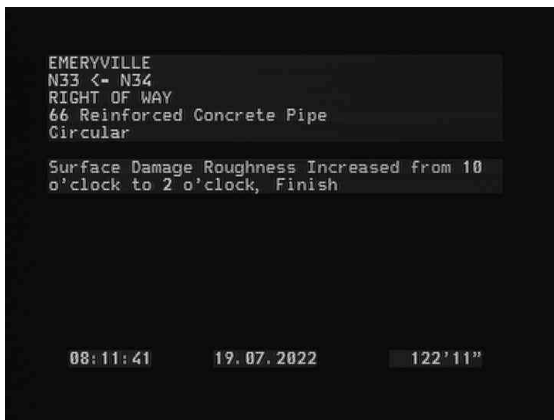 EMERYVILLE
N33 <- N34
RIGHT OF WAY
66 Reinforced Concrete Pipe
Circular
Surface Damage Roughness Increased from 10
o'clock to 2 o'clock, Finish
08:11:41 19.07.2022 122'11"